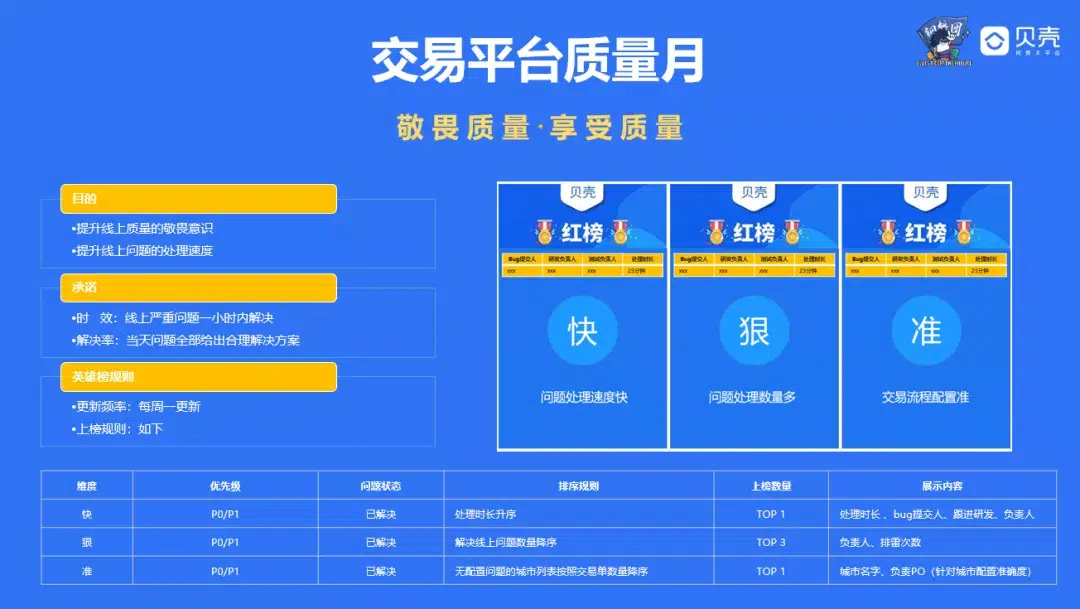 交易平台质量月
贝壳
找房大平台
敬畏质量·享受质量
目的
•提升线上质量的敬畏意识
•提升线上问题的处理速度
承诺
•时 效：线上严重问题一小时内解决
•解决率：当天问题全部给出合理解决方案
英雄榜规则
•更新频率：每周一更新
•上榜规则：如下
贝壳
红榜
Bug提交人 研发负责人 测试负责人 处理时长
xxx xxx xxx 23分钟
快
问题处理速度快
贝壳
红榜
Bug提交人 研发负责人 测试负责人 处理时长
xxx xxx xxx 23分钟
狠
问题处理数量多
贝壳
红榜
Bug提交人 研发负责人 测试负责人 处理时长
xxx xxx xxx 23分钟
准
交易流程配置准
维度 优先级 问题状态 排序规则 上榜数量 展示内容
快 P0/P1 已解决 处理时长升序 TOP 1 处理时长 、bug提交人、跟进研发、负责人
狠 P0/P1 已解决 解决线上问题数量降序 TOP 3 负责人、排雷次数
准 P0/P1 已解决 无配置问题的城市列表按照交易单数量降序 TOP 1 城市名字、负责PO（针对城市配置准确度）